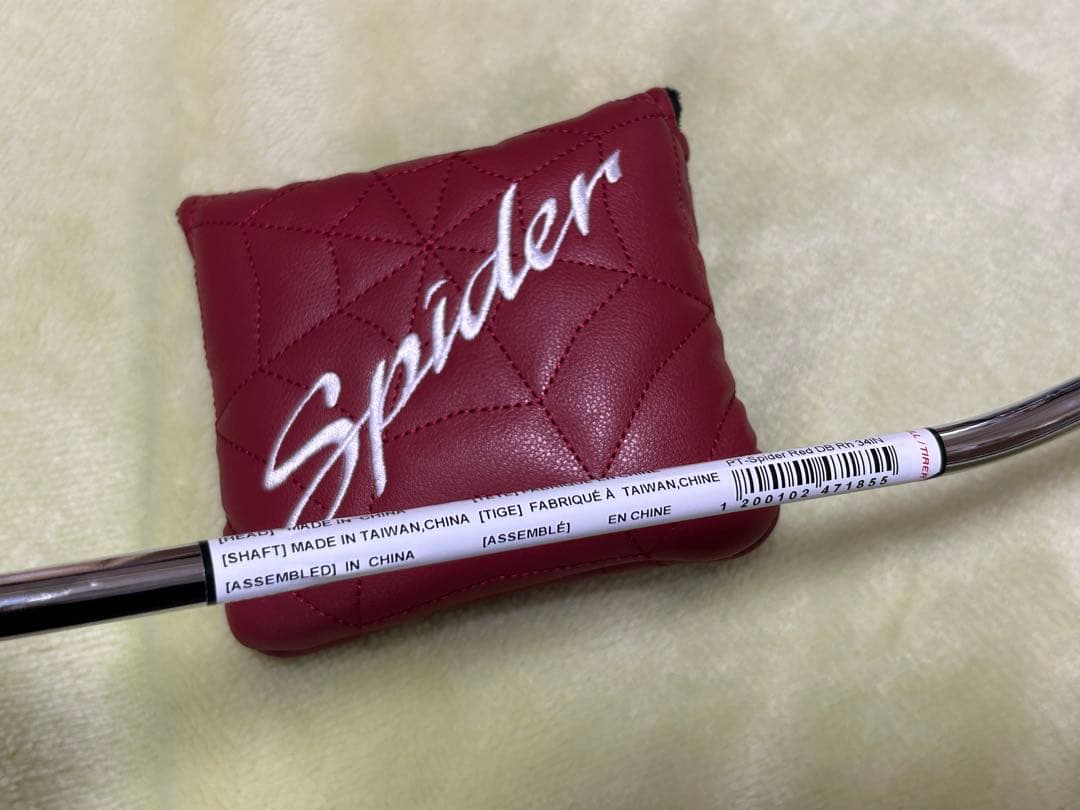 Spider
[HEAD] MADE IN CHINA
[SHAFT] MADE IN TAIWAN,CHINA [TIGE] FABRIQUÉ À TAIWAN,CHINE
[ASSEMBLED] IN CHINA [ASSEMBLÉ] EN CHINE
PT-Spider Red DB Rh 34IN
1 200102 471855